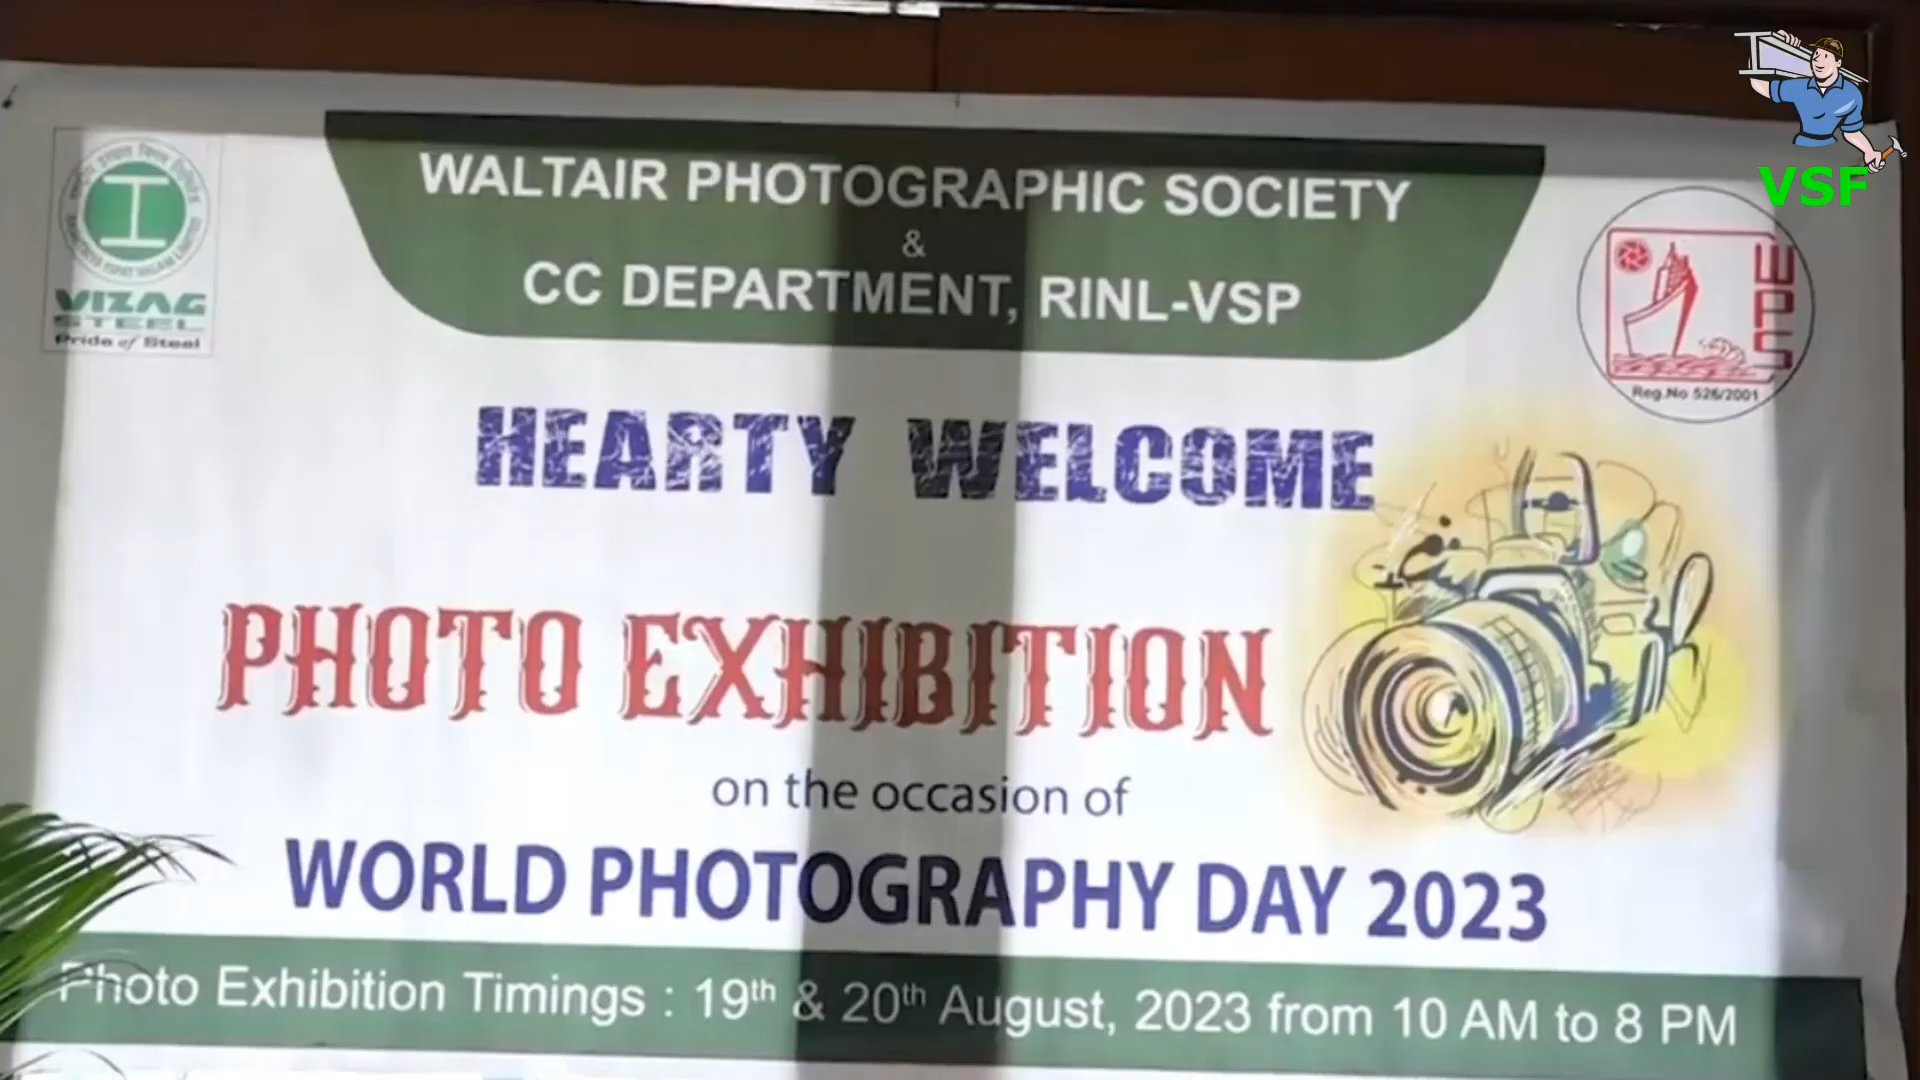 VSF
WALTAIR PHOTOGRAPHIC SOCIETY
&
CC DEPARTMENT, RINL-VSP
VIZAG
STEEL
Pride of Steel
WPS
Reg.No 526/2001
HEARTY WELCOME
PHOTO EXHIBITION
on the occasion of
WORLD PHOTOGRAPHY DAY 2023
Photo Exhibition Timings : 19th & 20th August, 2023 from 10 AM to 8 PM